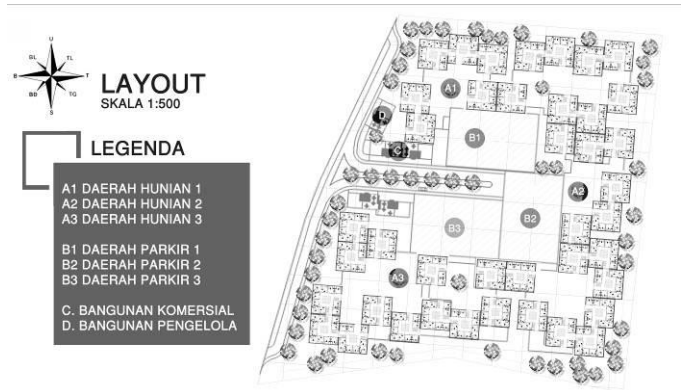 U
BL
TL
B
T
BD
TG
S
LAYOUT
SKALA 1:500
LEGENDA
A1 DAERAH HUNIAN 1
A2 DAERAH HUNIAN 2
A3 DAERAH HUNIAN 3
B1 DAERAH PARKIR 1
B2 DAERAH PARKIR 2
B3 DAERAH PARKIR 3
C. BANGUNAN KOMERSIAL
D. BANGUNAN PENGELOLA
A1
D
B1
C
A2
B2
B3
A3